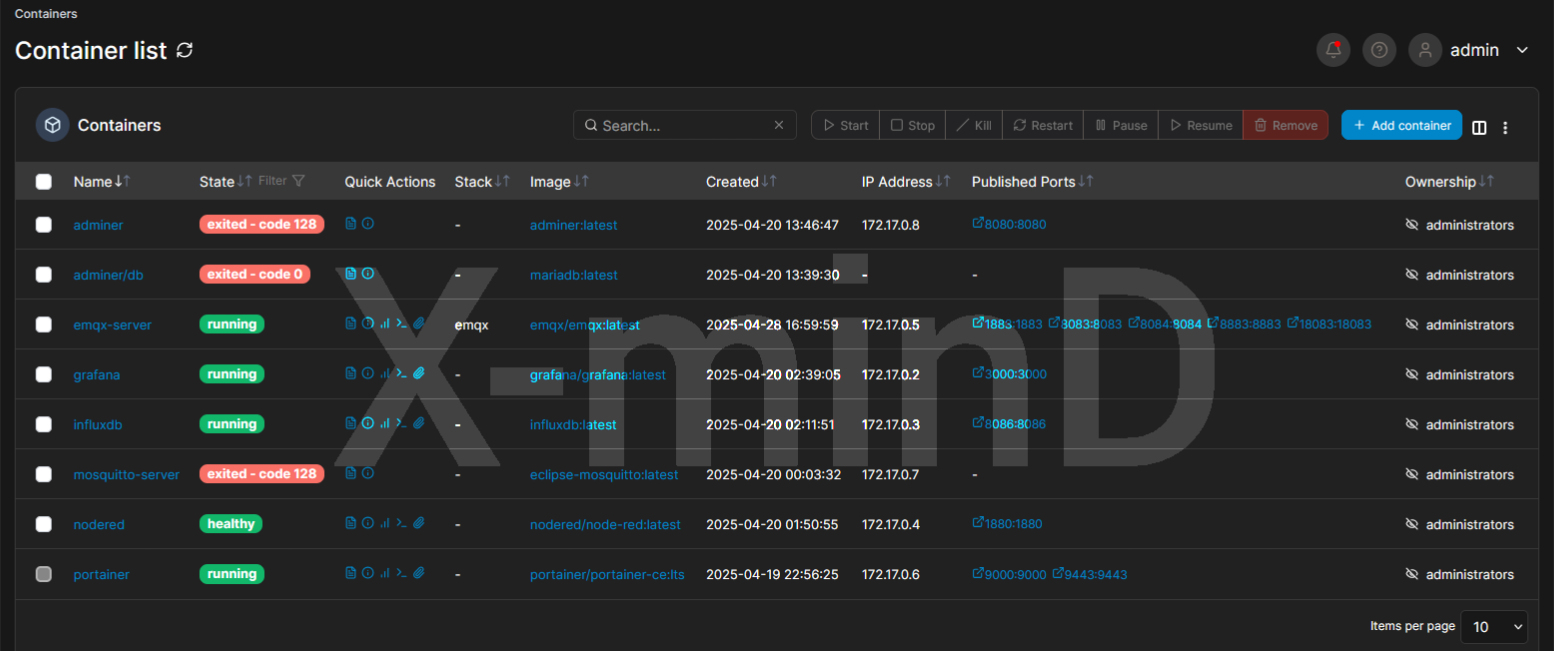 Containers
Container list
admin
Containers Search... Start Stop Kill Restart Pause Resume Remove + Add container
Name State Filter Quick Actions Stack Image Created IP Address Published Ports Ownership
adminer exited - code 128 - adminer:latest 2025-04-20 13:46:47 172.17.0.8 8080:8080 administrators
adminer/db exited - code 0 - mariadb:latest 2025-04-20 13:39:30 - - administrators
emqx-server running emqx emqx/emqx:latest 2025-04-28 16:59:59 172.17.0.5 1883:1883 8083:8083 8084:8084 8883:8883 18083:18083 administrators
grafana running - grafana/grafana:latest 2025-04-20 02:39:05 172.17.0.2 3000:3000 administrators
influxdb running - influxdb:latest 2025-04-20 02:11:51 172.17.0.3 8086:8086 administrators
mosquitto-server exited - code 128 - eclipse-mosquitto:latest 2025-04-20 00:03:32 172.17.0.7 - administrators
nodered healthy - nodered/node-red:latest 2025-04-20 01:50:55 172.17.0.4 1880:1880 administrators
portainer running - portainer/portainer-ce:lts 2025-04-19 22:56:25 172.17.0.6 9000:9000 9443:9443 administrators
Items per page 10
X-minD